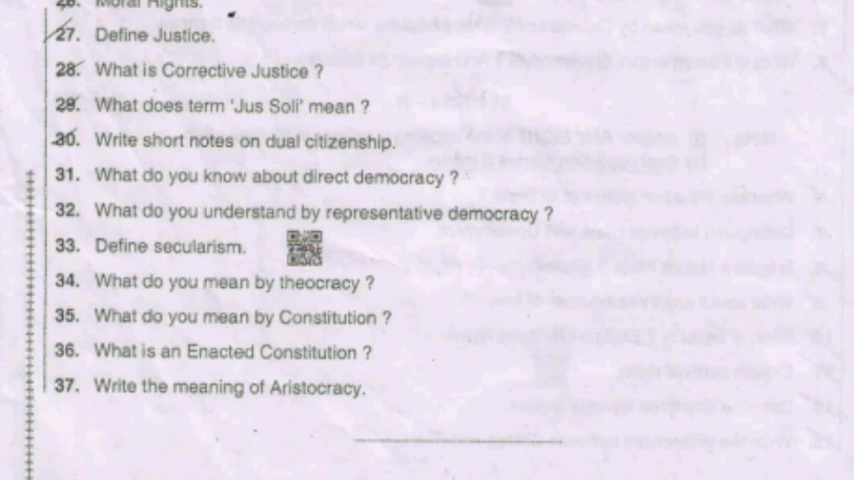 26. Moral Rights.
27. Define Justice.
28. What is Corrective Justice ?
29. What does term 'Jus Soli' mean ?
30. Write short notes on dual citizenship.
31. What do you know about direct democracy ?
32. What do you understand by representative democracy ?
33. Define secularism.
34. What do you mean by theocracy ?
35. What do you mean by Constitution ?
36. What is an Enacted Constitution ?
37. Write the meaning of Aristocracy.